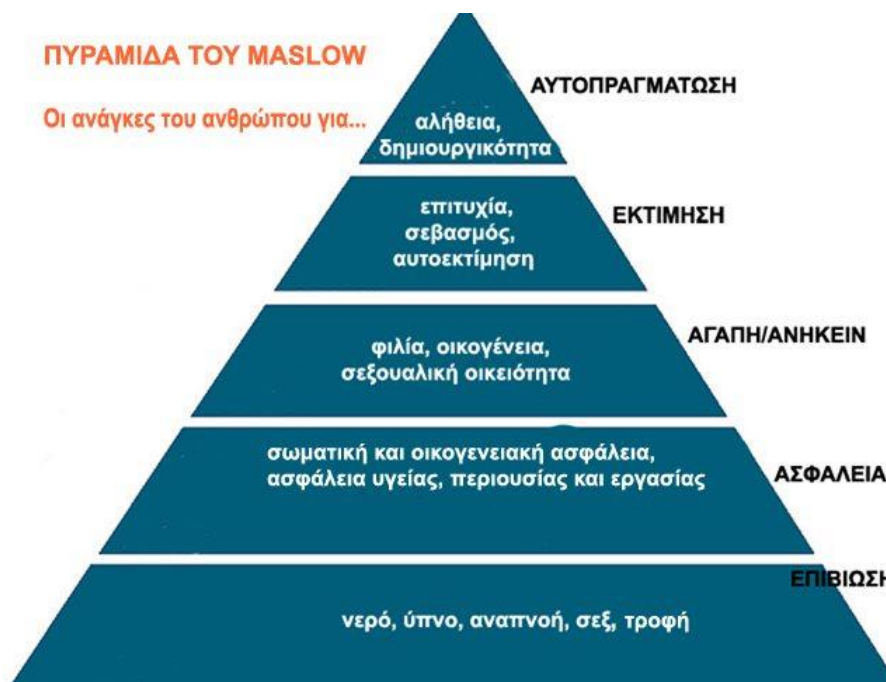 ΠΥΡΑΜΙΔΑ ΤΟΥ MASLOW
Οι ανάγκες του ανθρώπου για...
ΑΥΤΟΠΡΑΓΜΑΤΩΣΗ
αλήθεια,
δημιουργικότητα
ΕΚΤΙΜΗΣΗ
επιτυχία,
σεβασμός,
αυτοεκτίμηση
ΑΓΑΠΗ/ΑΝΗΚΕΙΝ
φιλία, οικογένεια,
σεξουαλική οικειότητα
ΑΣΦΑΛΕΙΑ
σωματική και οικογενειακή ασφάλεια,
ασφάλεια υγείας, περιουσίας και εργασίας
ΕΠΙΒΙΩΣΗ
νερό, ύπνο, αναπνοή, σεξ, τροφή